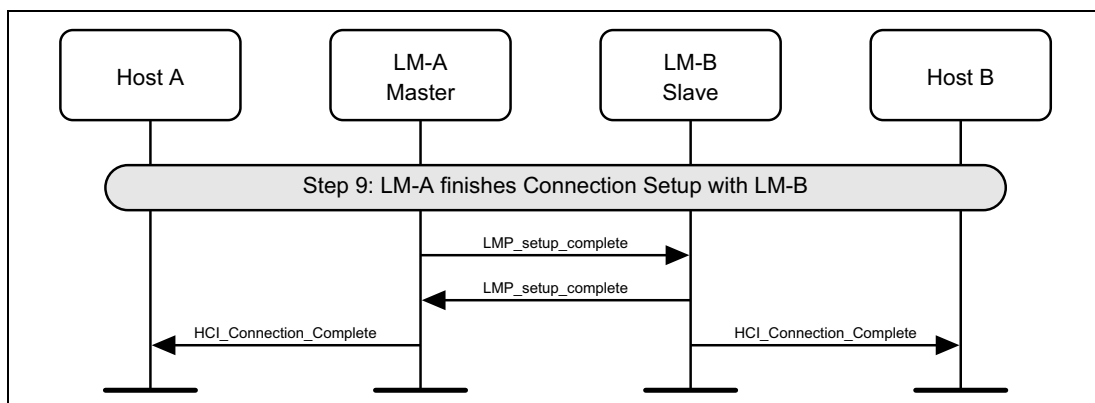 Host A
LM-A
Master
LM-B
Slave
Host B
Step 9: LM-A finishes Connection Setup with LM-B
LMP_setup_complete
LMP_setup_complete
HCI_Connection_Complete
HCI_Connection_Complete